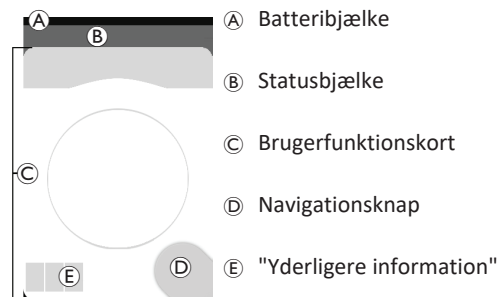 Ⓐ Batteribjælke
Ⓑ Statusbjælke
Ⓒ Brugerfunktionskort
Ⓓ Navigationsknap
Ⓔ "Yderligere information"
Ⓐ
Ⓑ
Ⓒ
Ⓓ
Ⓔ